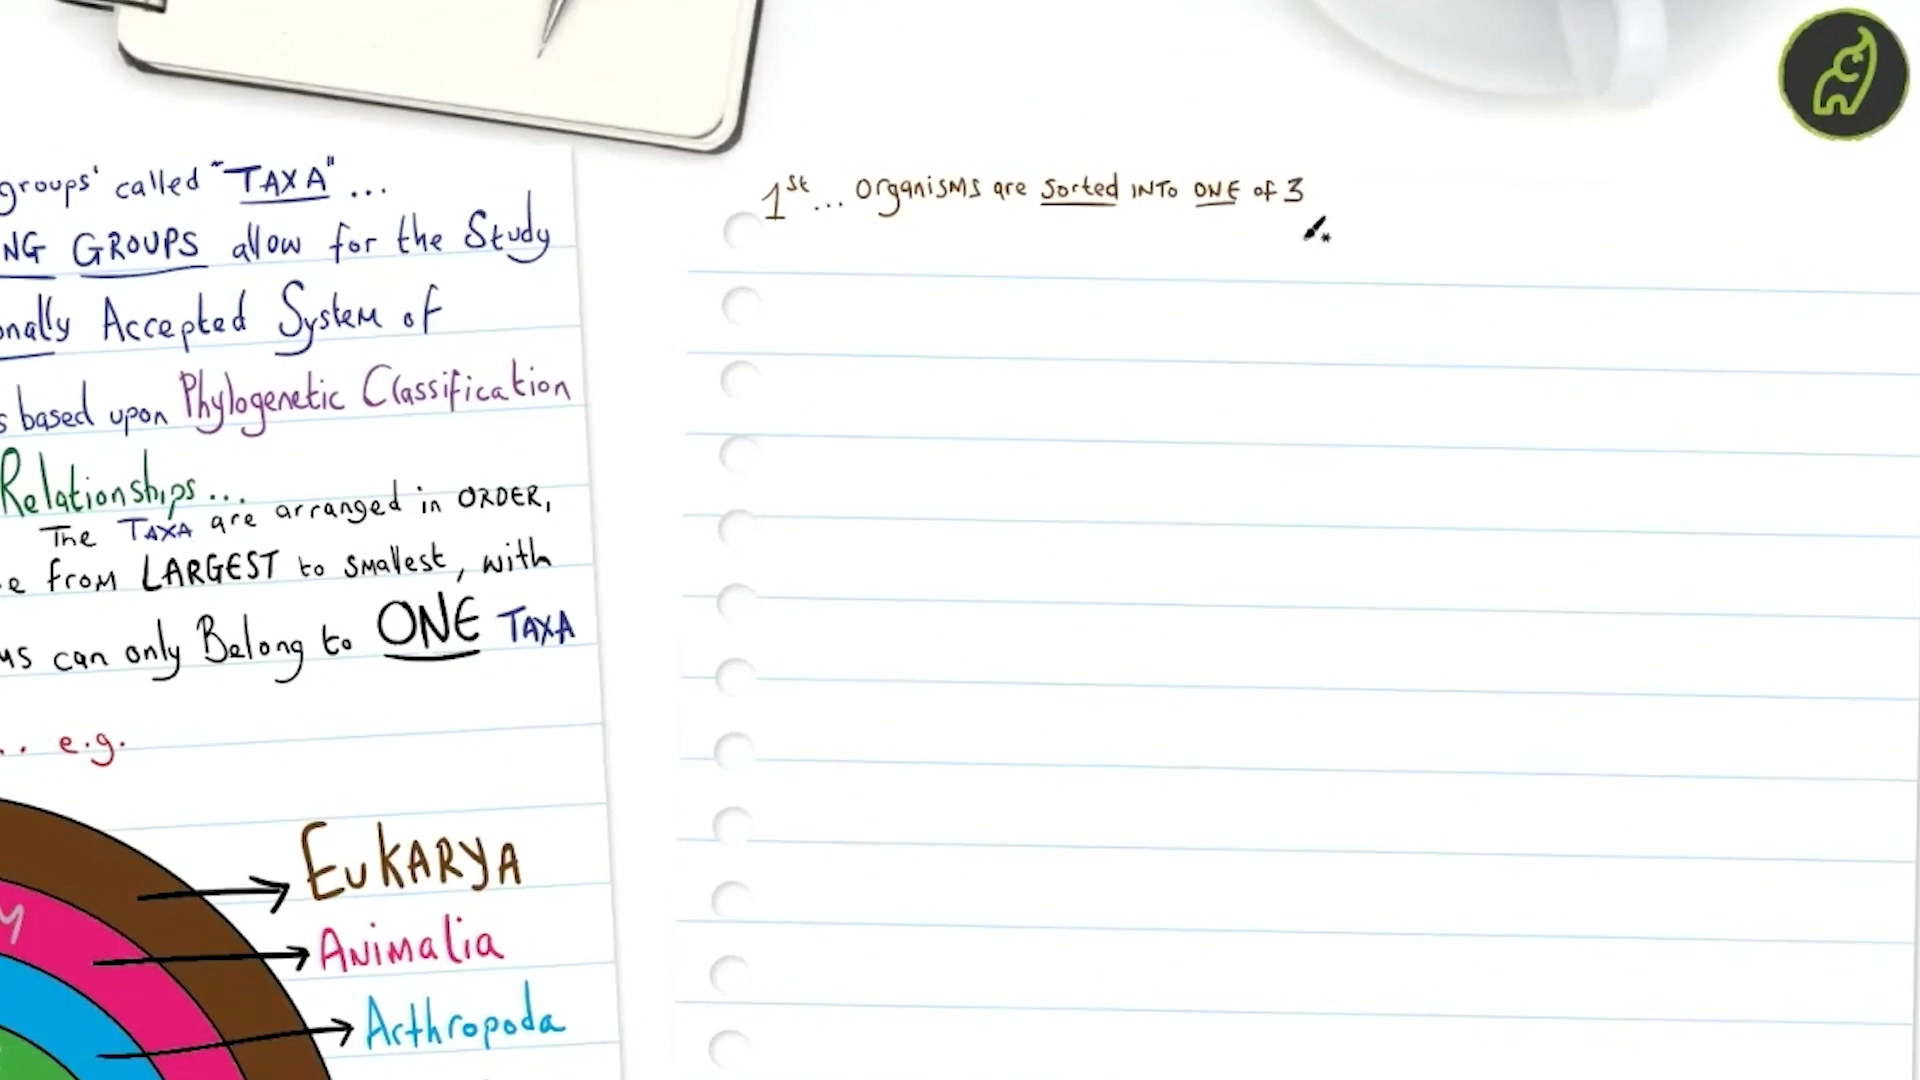 groups' called "TAXA" ...
NG GROUPS allow for the Study
onally Accepted System of
s based upon Phylogenetic Classification
Relationships...
The TAXA are arranged in ORDER,
e from LARGEST to smallest, with
ms can only Belong to ONE TAXA
.. e.g.
EUKARYA
M
Animalia
Arthropoda
1st... Organisms are Sorted INTO ONE of 3